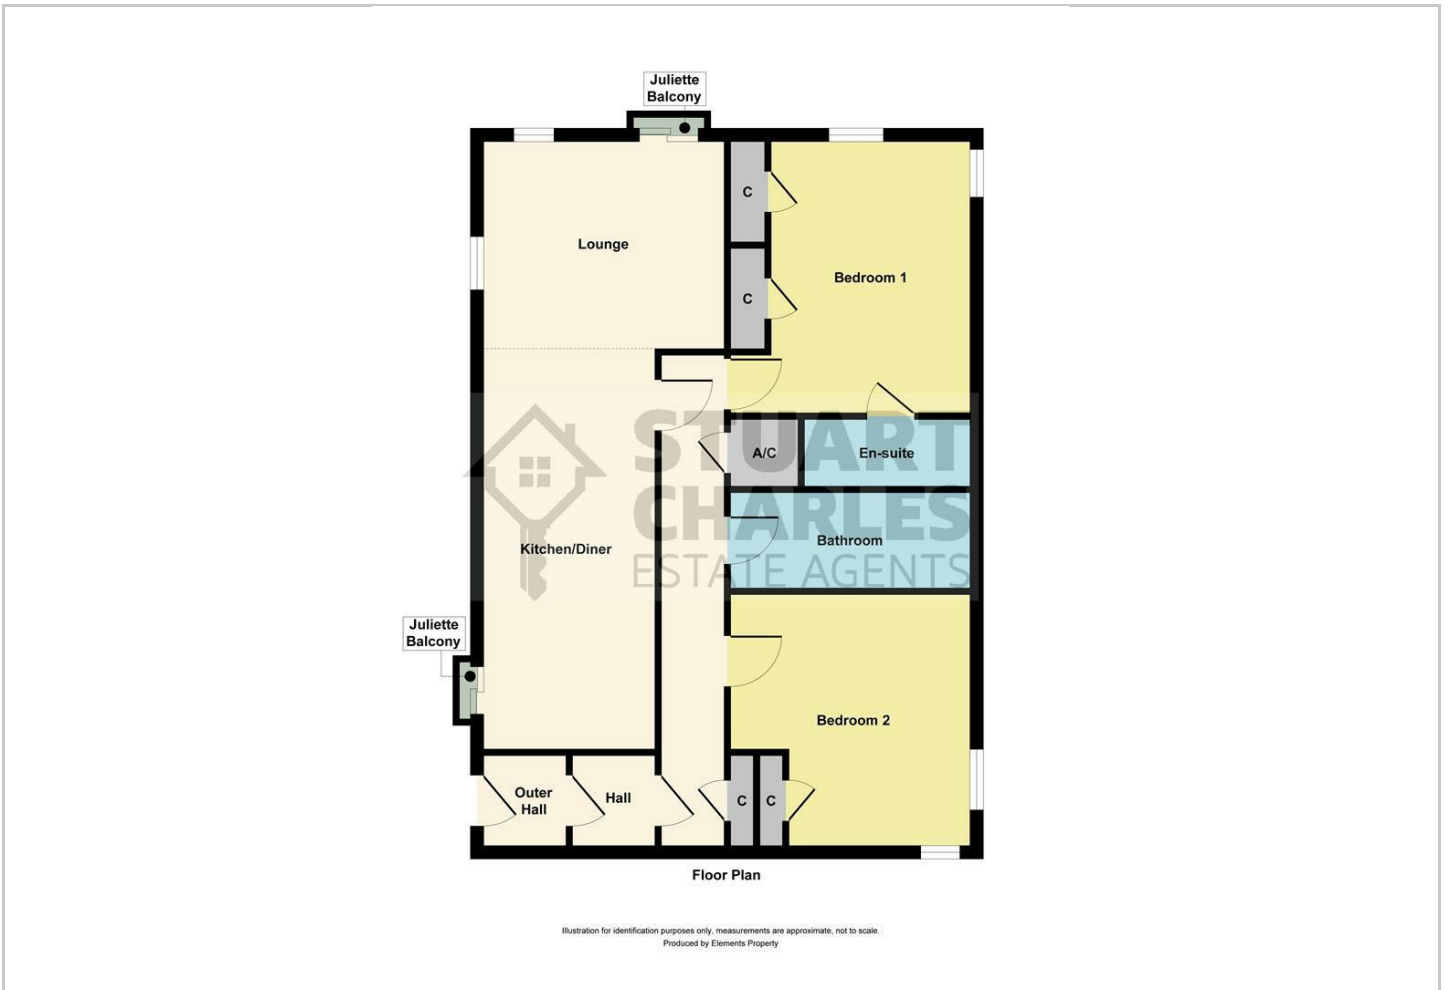 Juliette
Balcony
C
Lounge
Bedroom 1
C
STUART
A/C
En-suite
CHARLES
Bathroom
Kitchen/Diner
ESTATE AGENTS
Juliette
Balcony
Bedroom 2
Outer
Hall
Hall
C
C
Floor Plan
Illustration for identification purposes only, measurements are approximate, not to scale.
Produced by Elements Property